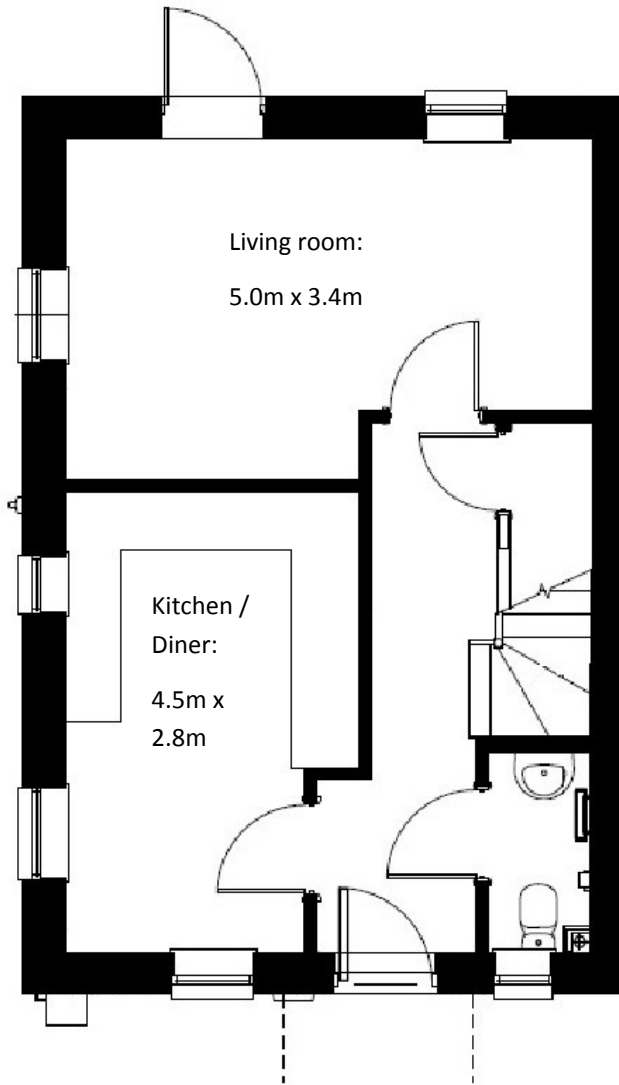 Living room:
5.0m x 3.4m
Kitchen /
Diner:
4.5m x
2.8m